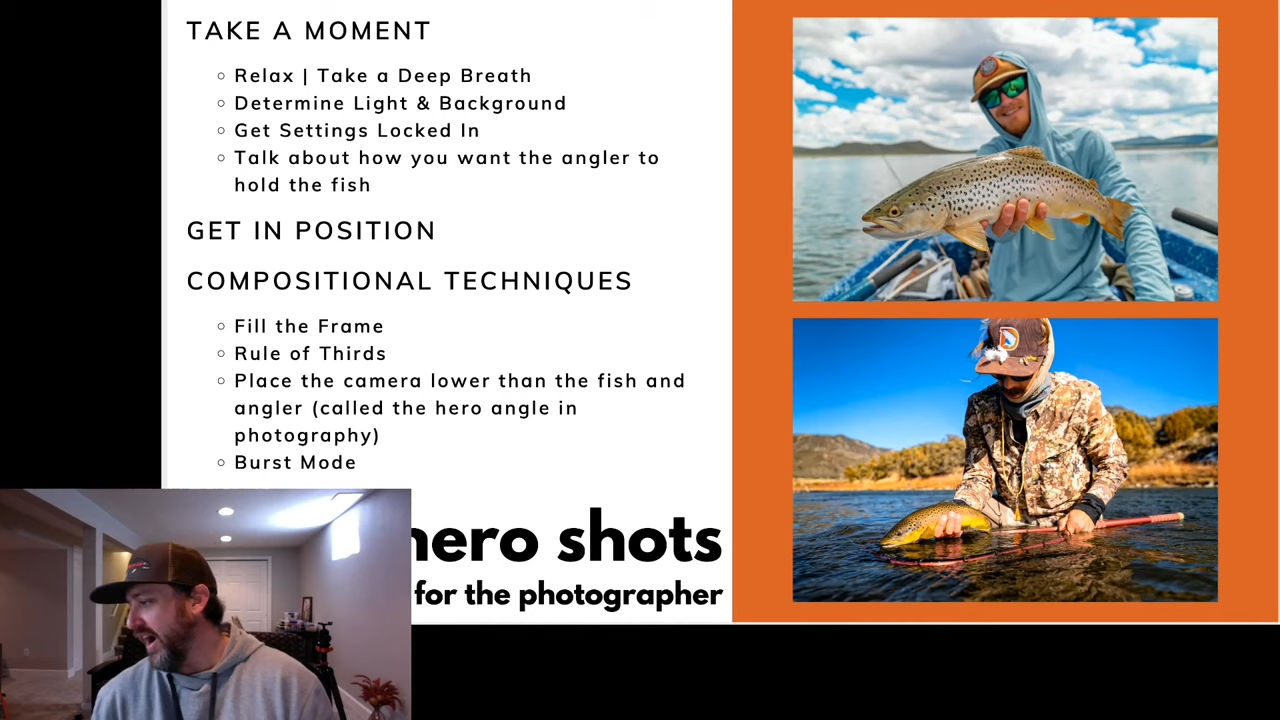 TAKE A MOMENT
Relax | Take a Deep Breath
Determine Light & Background
Get Settings Locked In
Talk about how you want the angler to
hold the fish
GET IN POSITION
COMPOSITIONAL TECHNIQUES
Fill the Frame
Rule of Thirds
Place the camera lower than the fish and
angler (called the hero angle in
photography)
Burst Mode
hero shots
for the photographer